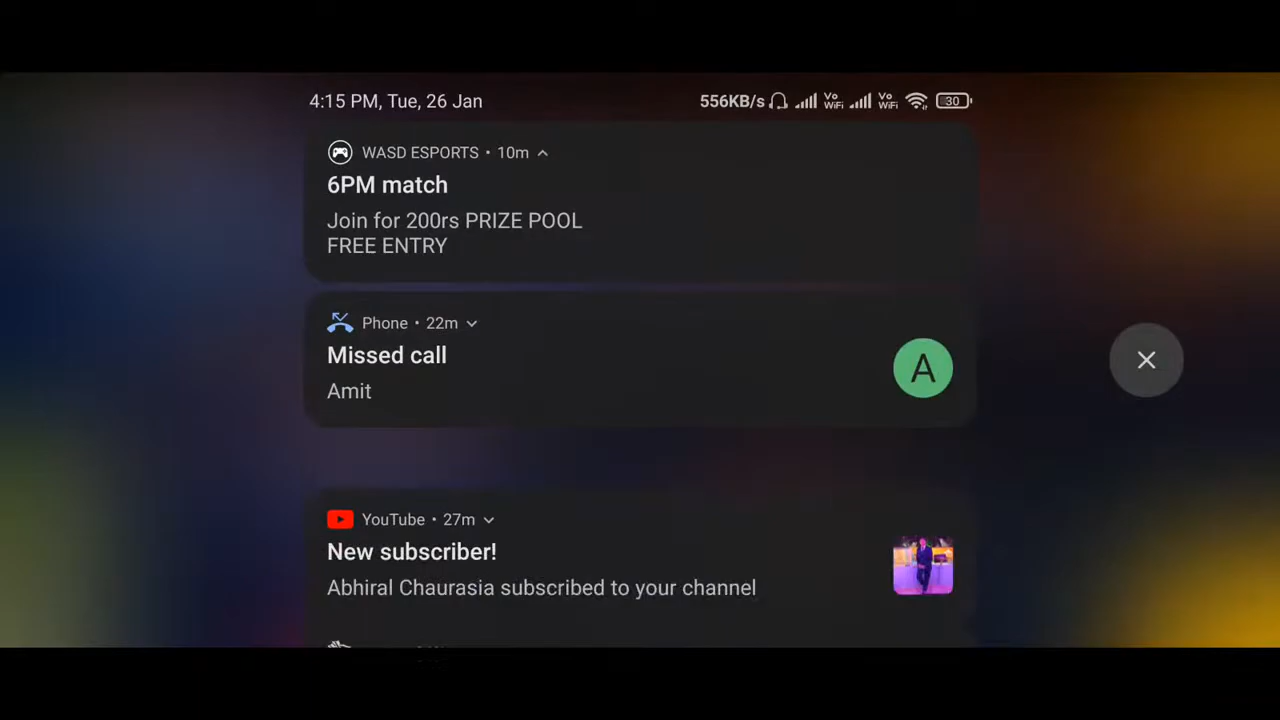 4:15 PM, Tue, 26 Jan 556KB/s Vo WiFi Vo WiFi 30
WASD ESPORTS • 10m
6PM match
Join for 200rs PRIZE POOL
FREE ENTRY
Phone • 22m
Missed call
Amit
A
YouTube • 27m
New subscriber!
Abhiral Chaurasia subscribed to your channel